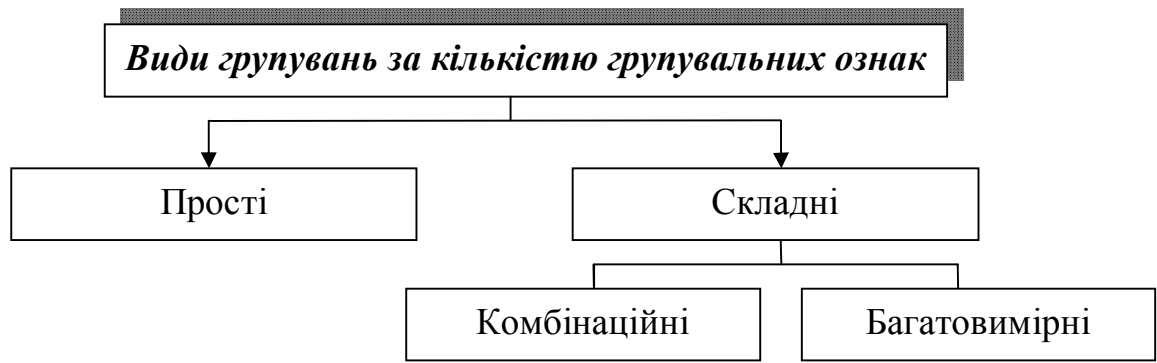 Види групувань за кількістю групувальних ознак
Прості
Складні
Комбінаційні
Багатовимірні